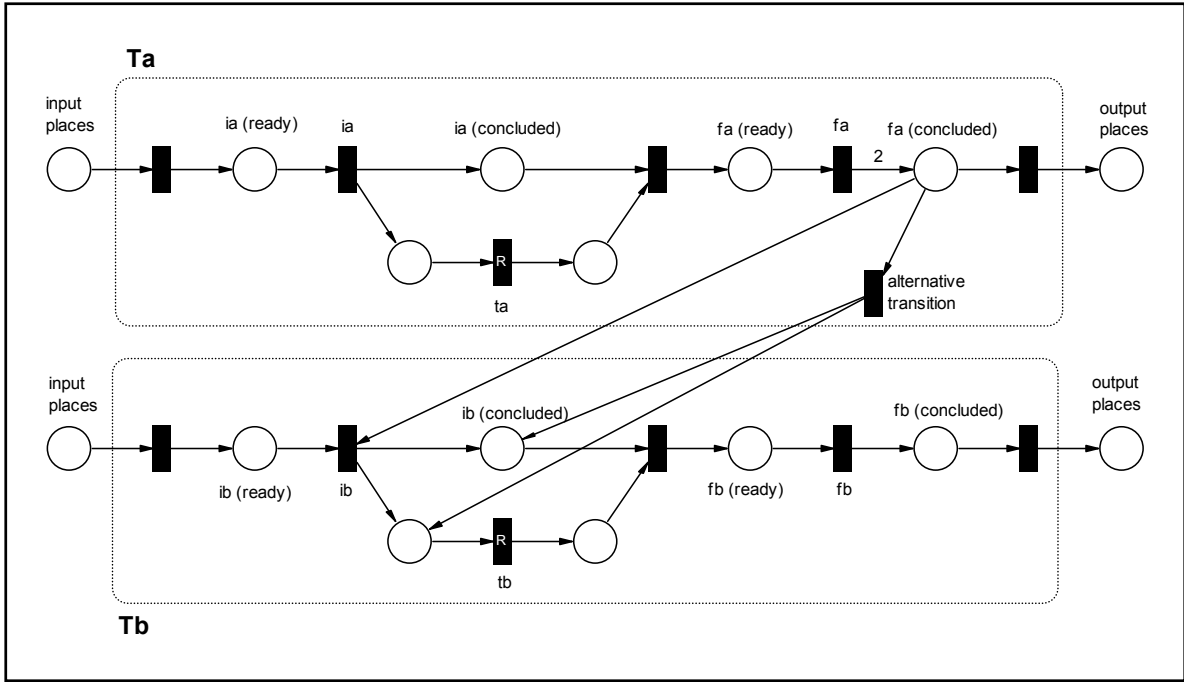 Ta
input
places
ia (ready)
ia
ia (concluded)
fa (ready)
fa
fa (concluded)
output
places
2
R
ta
alternative
transition
input
places
ib (concluded)
fb (concluded)
output
places
ib (ready)
ib
fb (ready)
fb
R
tb
Tb